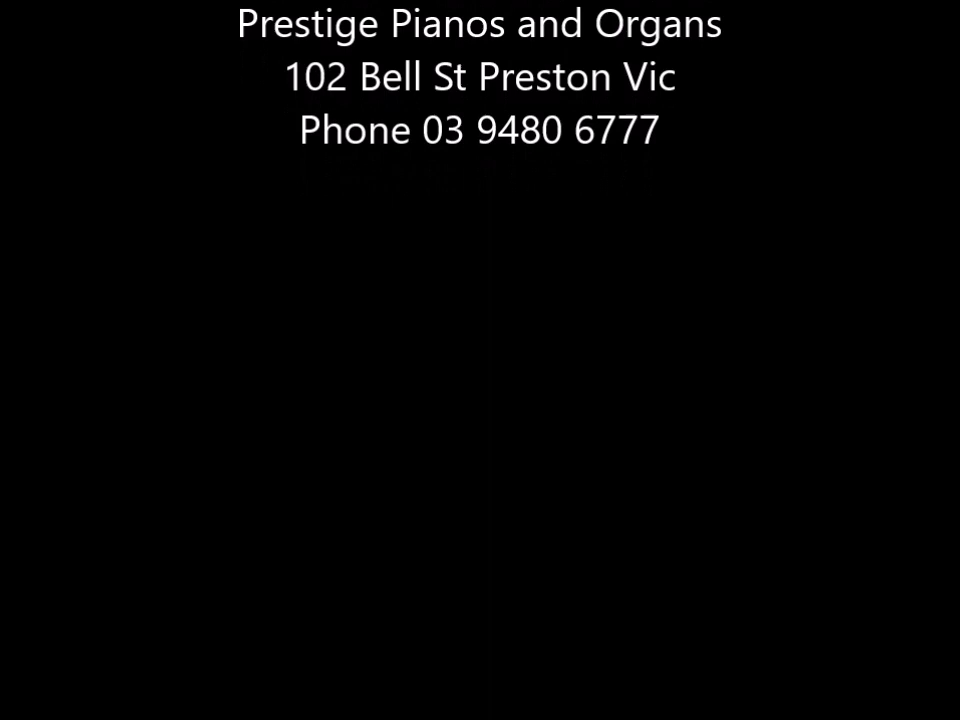 Prestige Pianos and Organs
102 Bell St Preston Vic
Phone 03 9480 6777